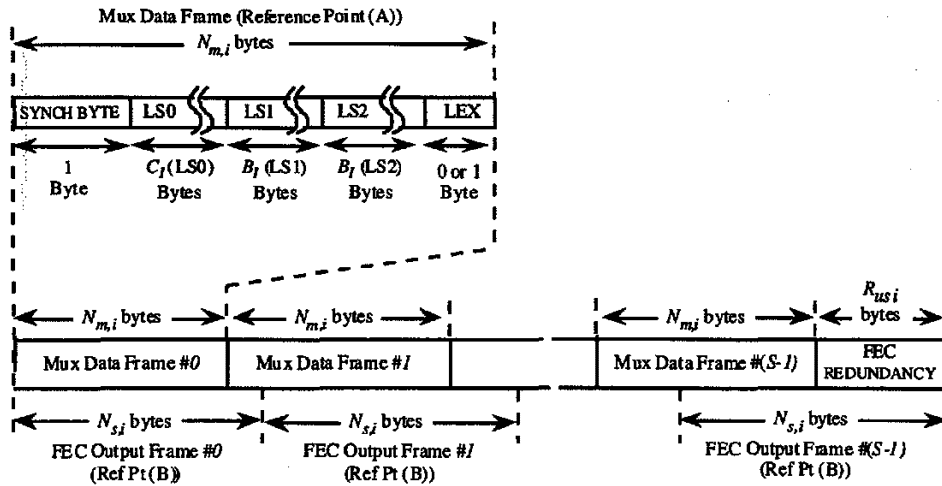 Mux Data Frame (Reference Point (A))
N_{m,i} bytes
SYNCH BYTE LS0 LS1 LS2 LEX
1 Byte
C_I (LS0) Bytes
B_I (LS1) Bytes
B_I (LS2) Bytes
0 or 1 Byte
N_{m,i} bytes N_{m,i} bytes N_{m,i} bytes R_{usi} bytes
Mux Data Frame #0 Mux Data Frame #1 Mux Data Frame #(S-1) FEC REDUNDANCY
N_{s,i} bytes N_{s,i} bytes N_{s,i} bytes
FEC Output Frame #0 FEC Output Frame #1 FEC Output Frame #(S-1)
(Ref Pt (B)) (Ref Pt (B)) (Ref Pt (B))